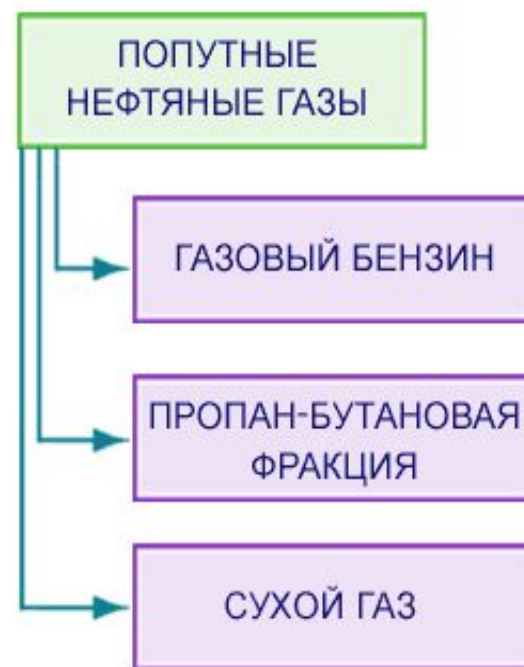 ПОПУТНЫЕ
НЕФТЯНЫЕ ГАЗЫ
ГАЗОВЫЙ БЕНЗИН
ПРОПАН-БУТАНОВАЯ
ФРАКЦИЯ
СУХОЙ ГАЗ